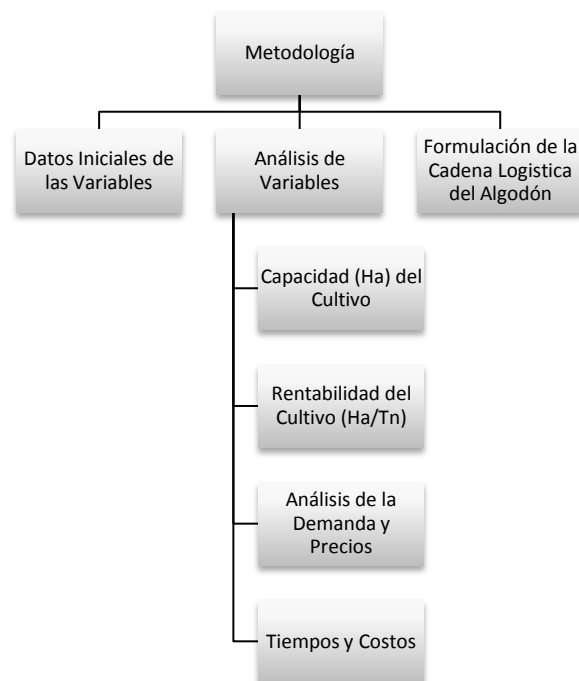 Metodología
Datos Iniciales de
las Variables
Análisis de
Variables
Formulación de la
Cadena Logistica
del Algodón
Capacidad (Ha) del
Cultivo
Rentabilidad del
Cultivo (Ha/Tn)
Análisis de la
Demanda y
Precios
Tiempos y Costos